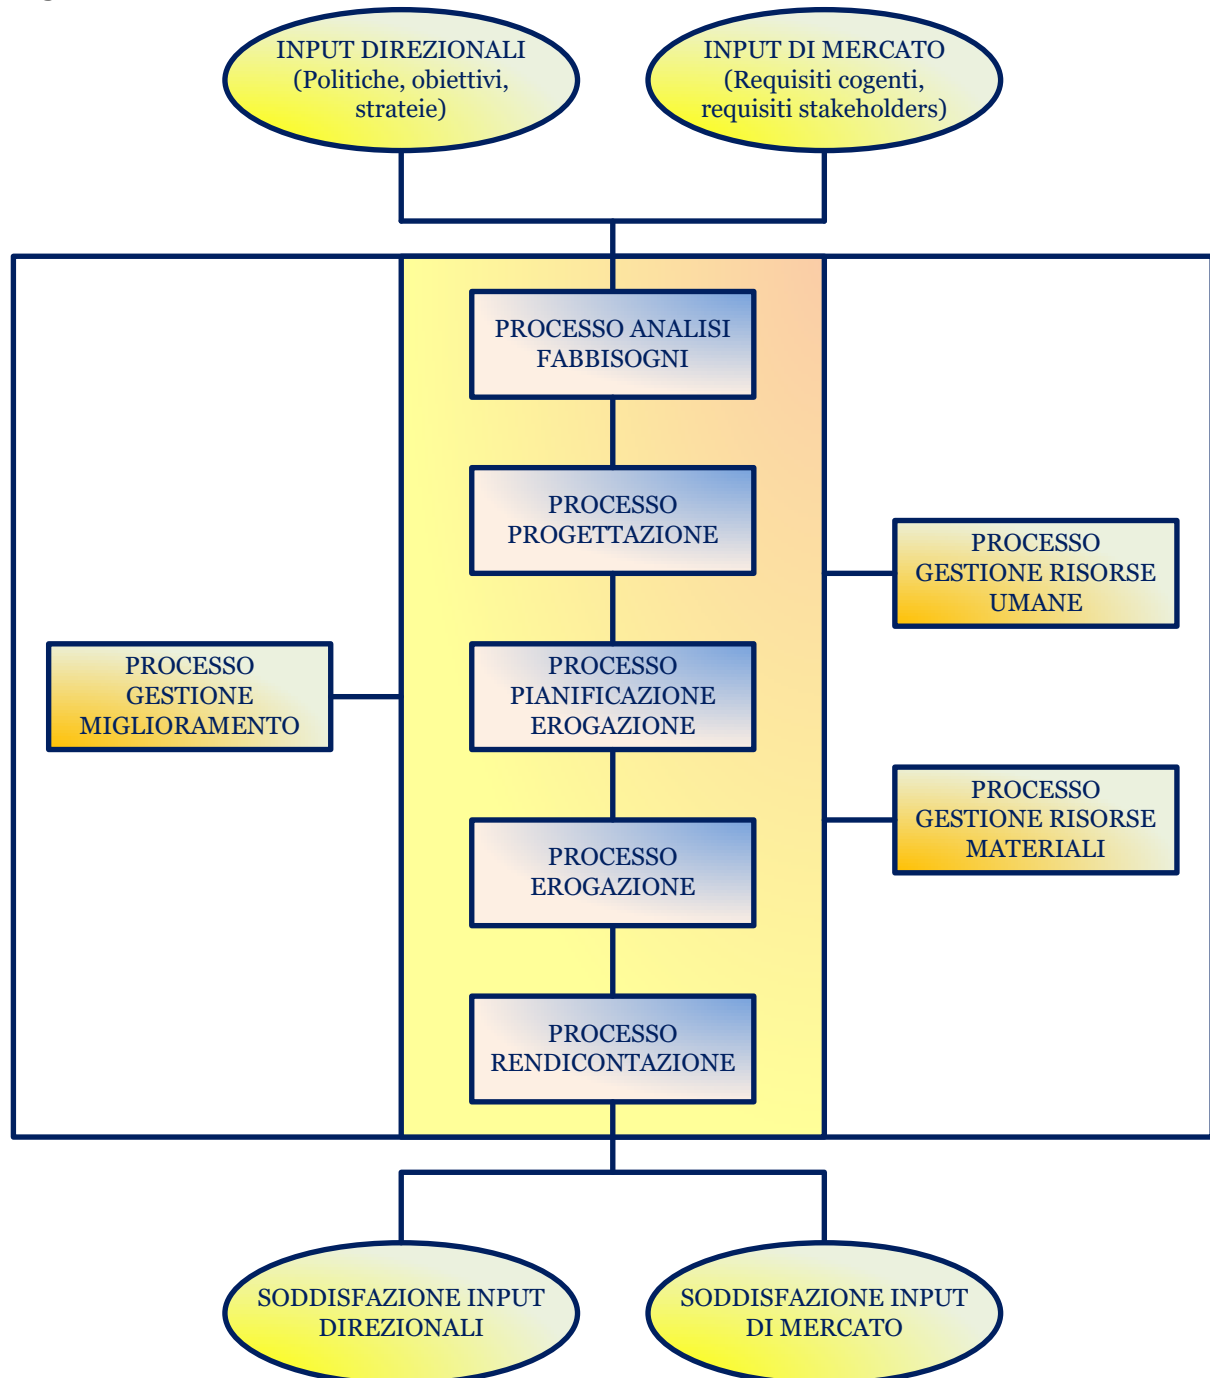 INPUT DIREZIONALI
(Politiche, obiettivi,
strateie)
INPUT DI MERCATO
(Requisiti cogenti,
requisiti stakeholders)
PROCESSO ANALISI
FABBISOGNI
PROCESSO
PROGETTAZIONE
PROCESSO
GESTIONE RISORSE
UMANE
PROCESSO
GESTIONE
MIGLIORAMENTO
PROCESSO
PIANIFICAZIONE
EROGAZIONE
PROCESSO
GESTIONE RISORSE
MATERIALI
PROCESSO
EROGAZIONE
PROCESSO
RENDICONTAZIONE
SODDISFAZIONE INPUT
DIREZIONALI
SODDISFAZIONE INPUT
DI MERCATO